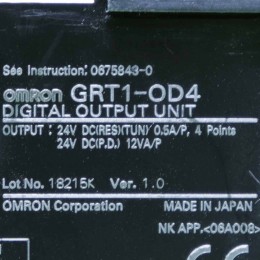 See Instruction: 0675843-0
OMRON GRT1-OD4
DIGITAL OUTPUT UNIT
OUTPUT : 24V DC(RES)(TUN) 0.5A/P, 4 Points
24V DC(P.D.) 12VA/P
Lot No. 18215K Ver. 1.0
OMRON Corporation MADE IN JAPAN
NK APP.<06A008>
CE